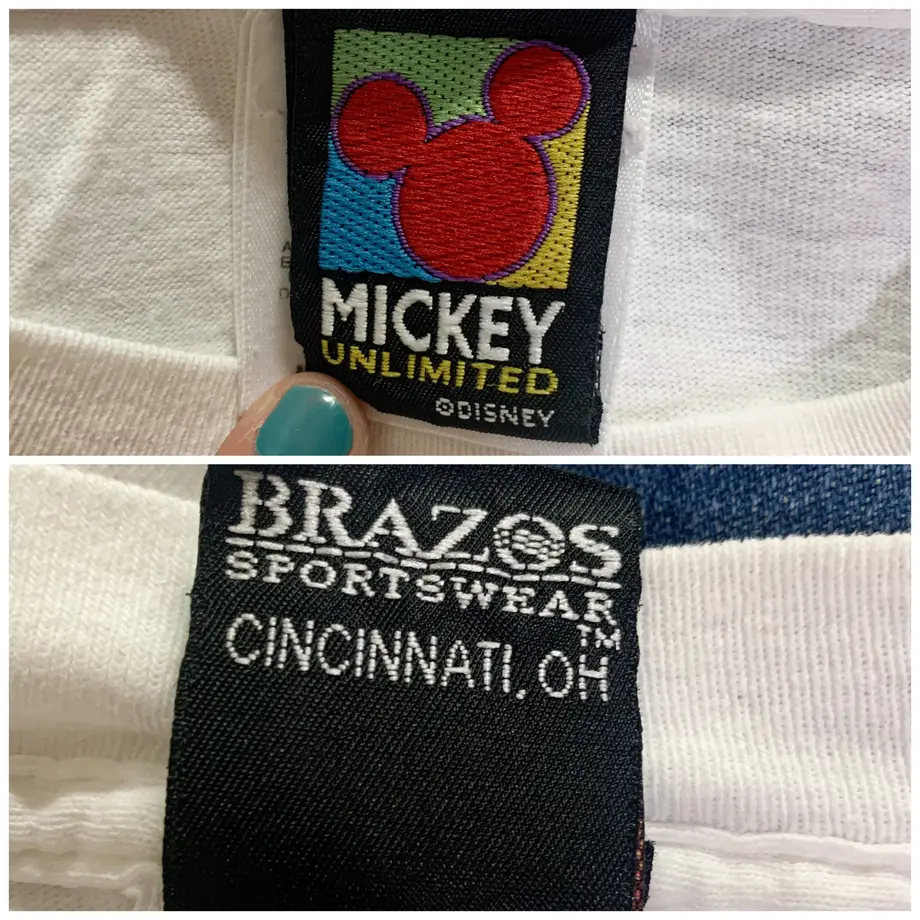 MICKEY
UNLIMITED
©DISNEY
BRAZOS
SPORTSWEAR
TM
CINCINNATI, OH